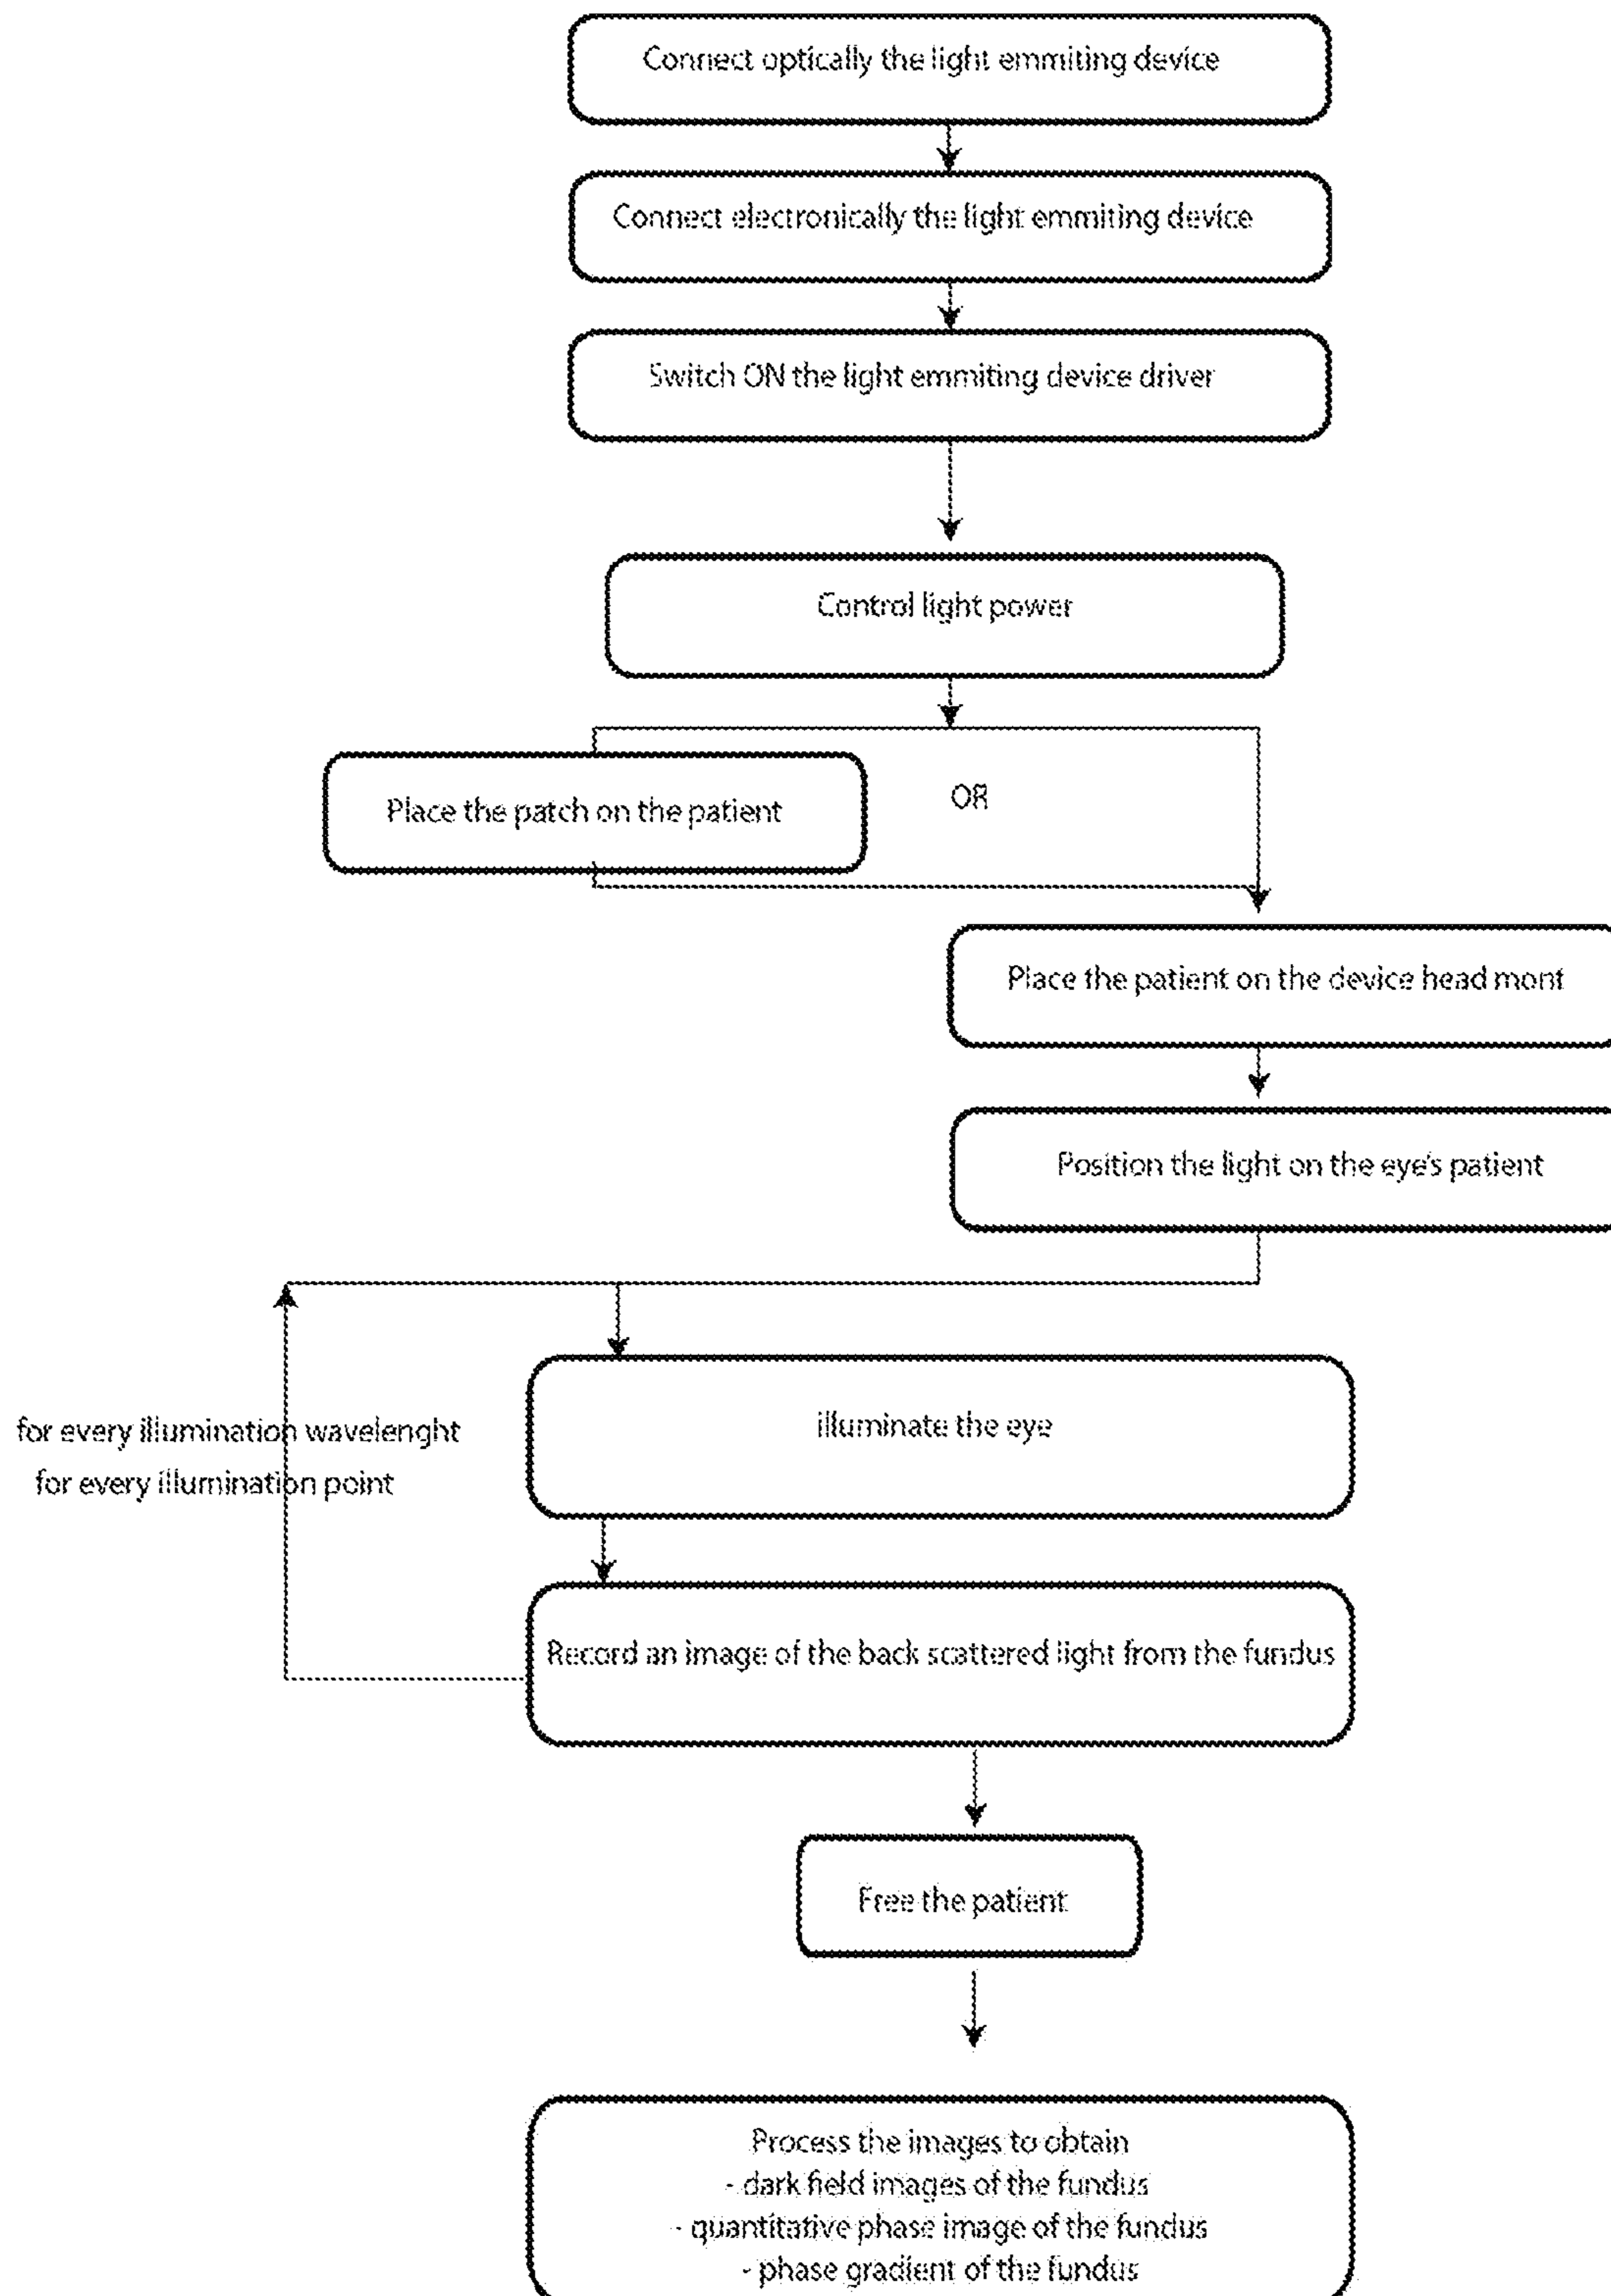 Connect optically the light emmiting device
Connect electronically the light emmiting device
Switch ON the light emmiting device driver
Control light power
Place the patch on the patient
OR
Place the patient on the device head mont
Position the light on the eye's patient
for every illumination wavelenght
for every illumination point
illuminate the eye
Record an image of the back scattered light from the fundus
Free the patient
Process the images to obtain
- dark field images of the fundus
- quantitative phase image of the fundus
- phase gradient of the fundus